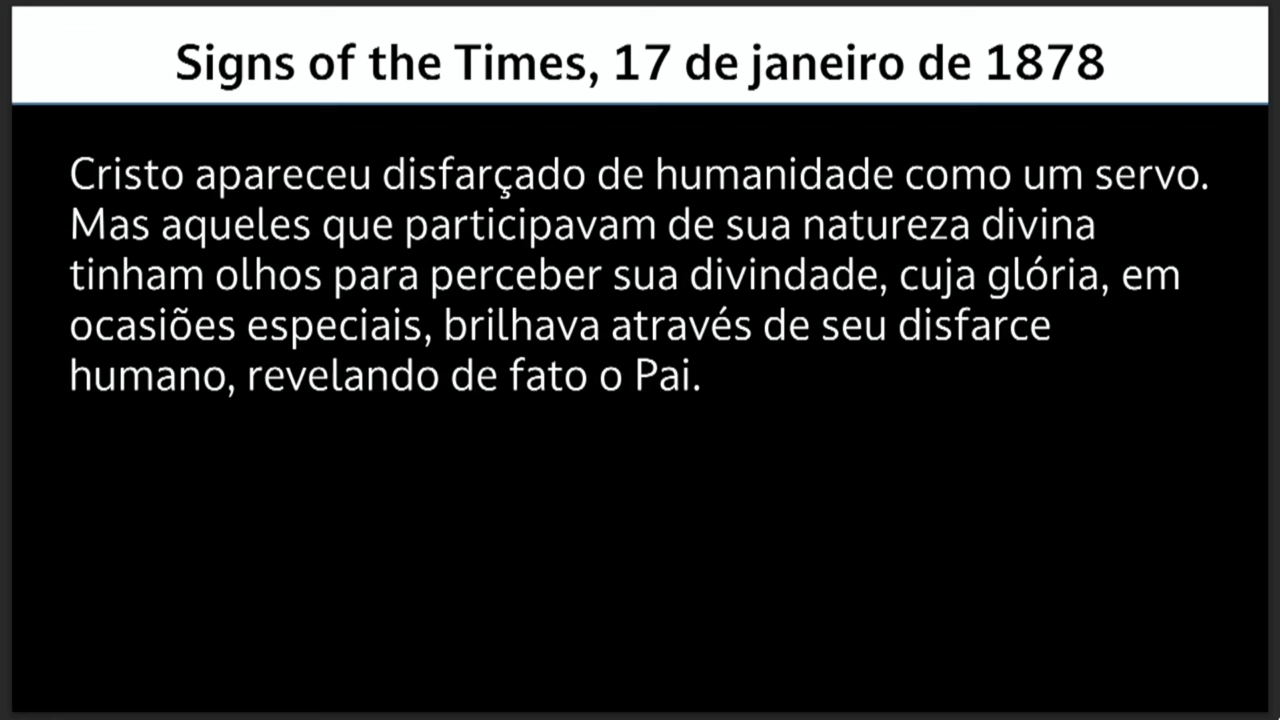 Signs of the Times, 17 de janeiro de 1878
Cristo apareceu disfarçado de humanidade como um servo.
Mas aqueles que participavam de sua natureza divina
tinham olhos para perceber sua divindade, cuja glória, em
ocasiões especiais, brilhava através de seu disfarce
humano, revelando de fato o Pai.